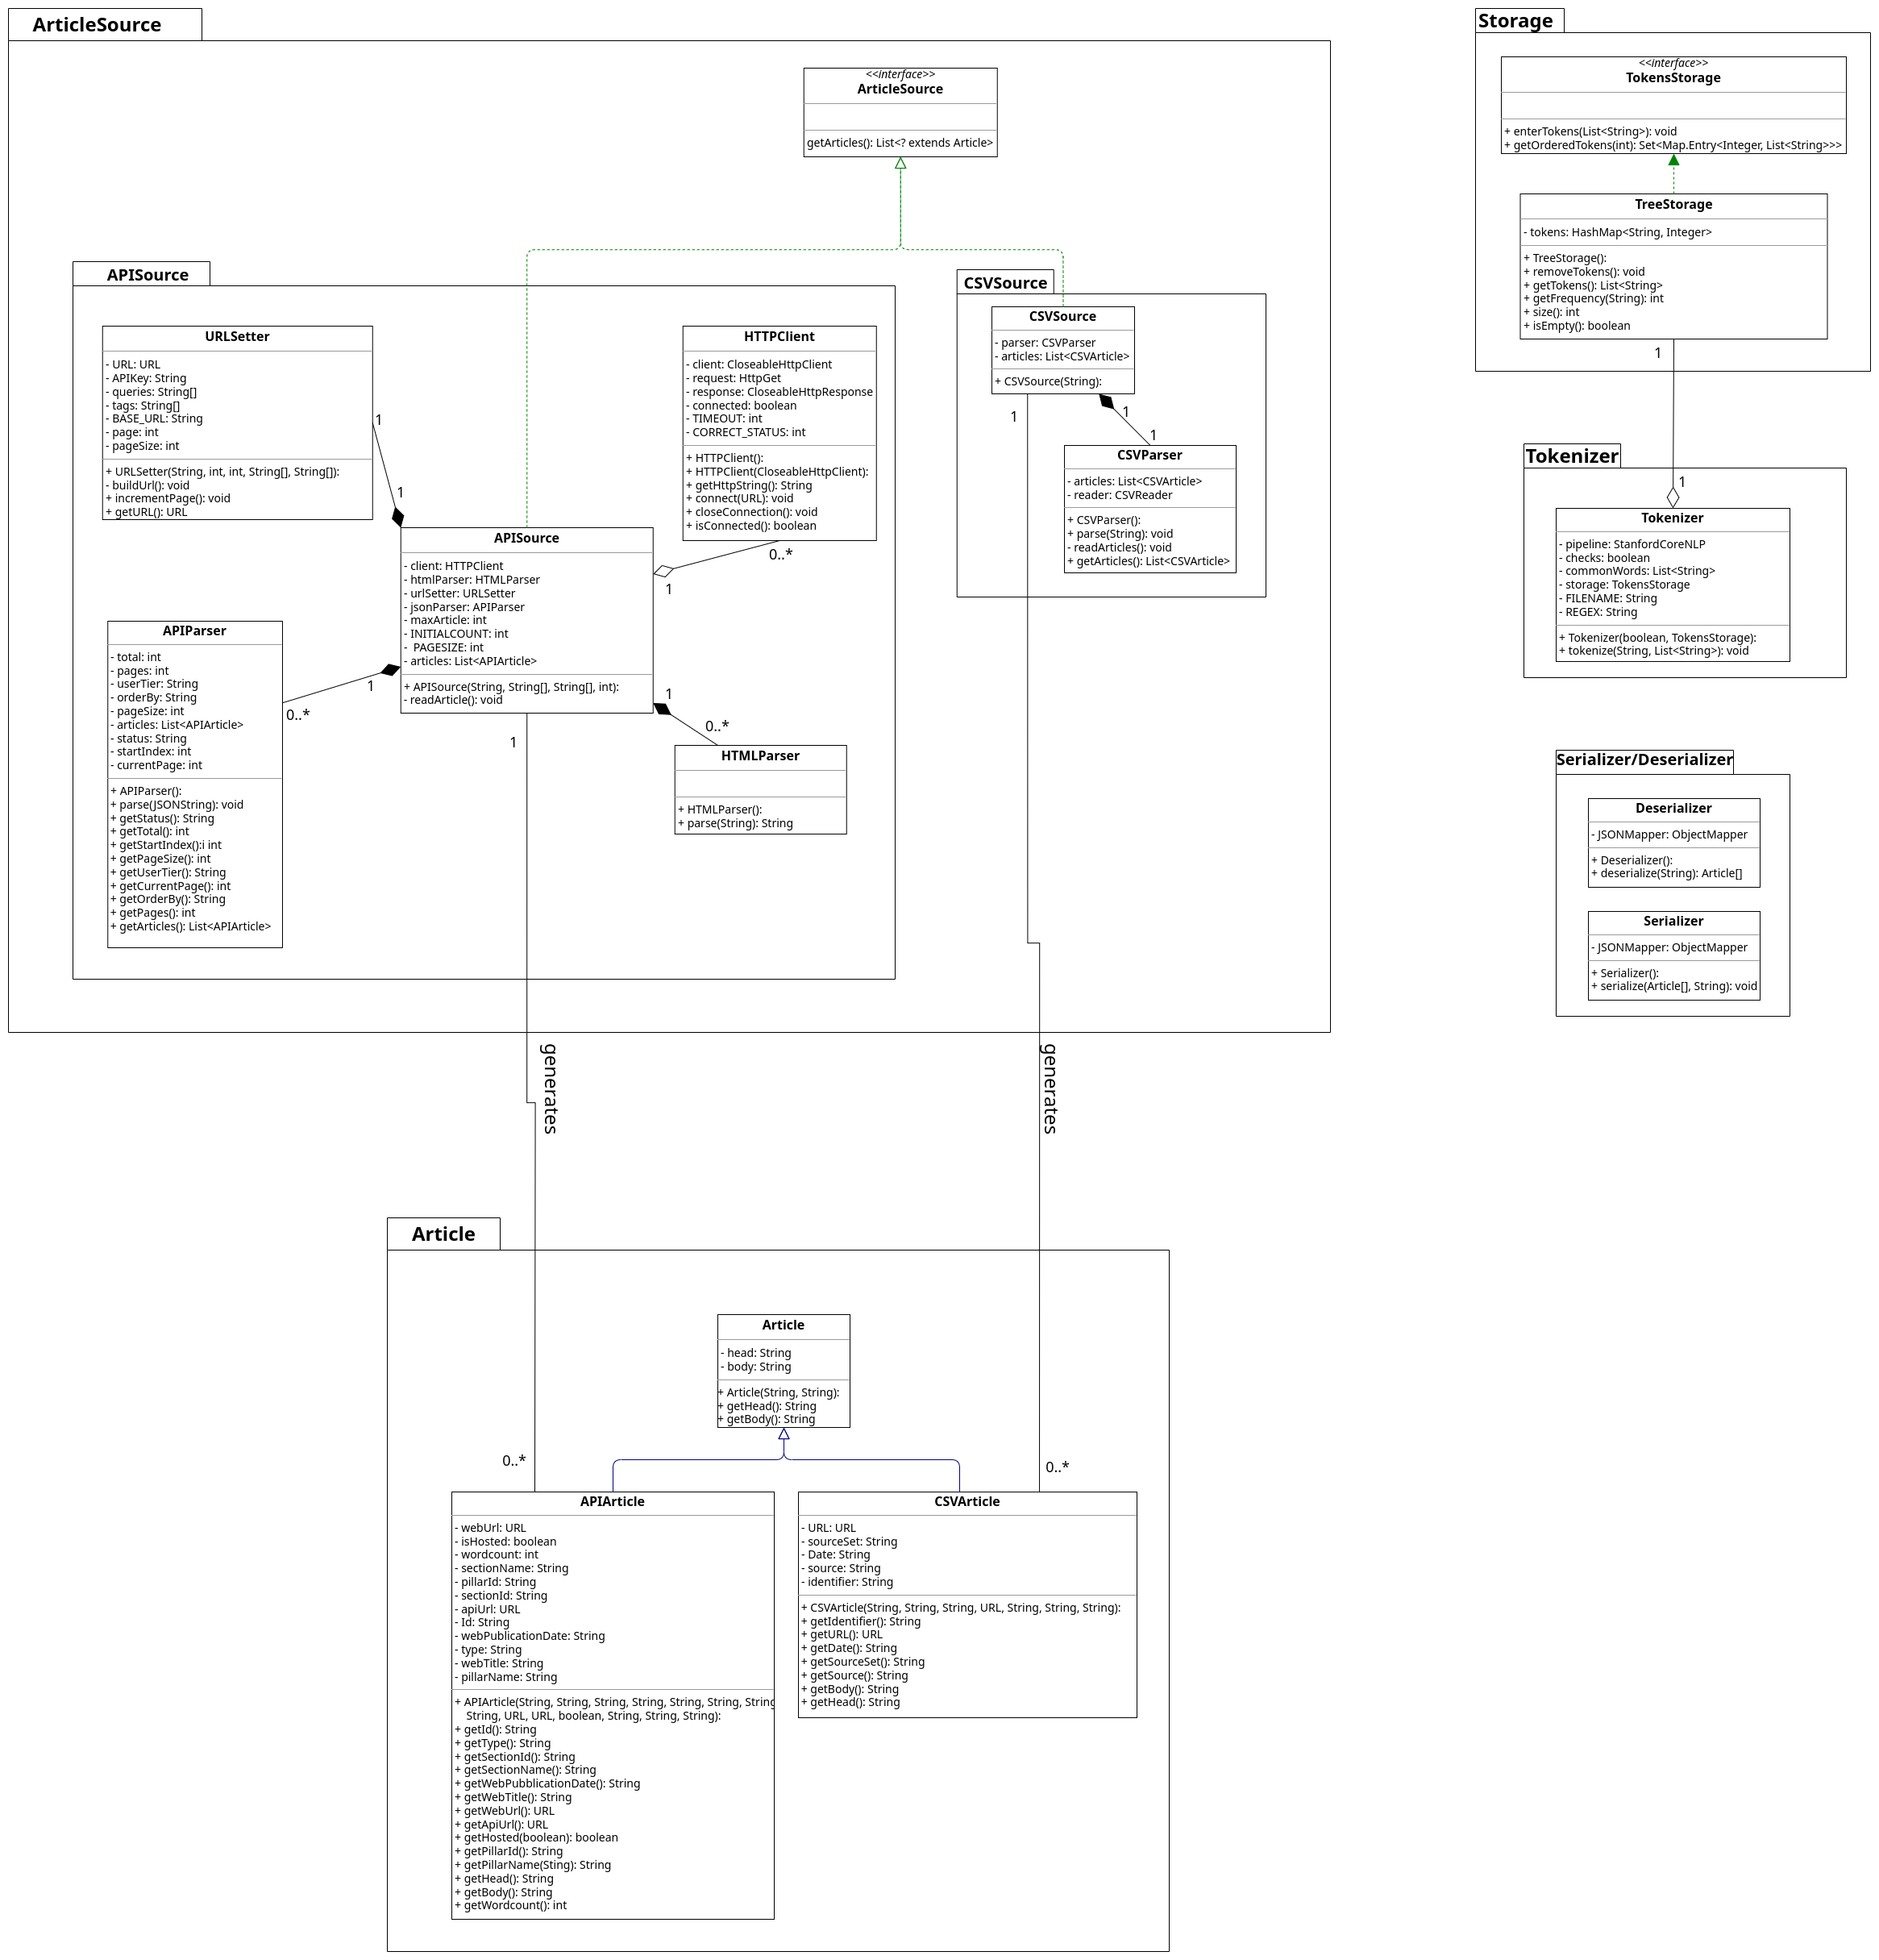 ArticleSource
<<interface>>
ArticleSource
getArticles(): List<? extends Article>
APISource
URLSetter
- URL: URL
- APIKey: String
- queries: String[]
- tags: String[]
- BASE_URL: String
- page: int
- pageSize: int
+ URLSetter(String, int, int, String[], String[]):
- buildUrl(): void
+ incrementPage(): void
+ getURL(): URL
1
1
HTTPClient
- client: CloseableHttpClient
- request: HttpGet
- response: CloseableHttpResponse
- connected: boolean
- TIMEOUT: int
- CORRECT_STATUS: int
+ HTTPClient():
+ HTTPClient(CloseableHttpClient):
+ getHttpString(): String
+ connect(URL): void
+ closeConnection(): void
+ isConnected(): boolean
0..*
1
APISource
- client: HTTPClient
- htmlParser: HTMLParser
- urlSetter: URLSetter
- jsonParser: APIParser
- maxArticle: int
- INITIALCOUNT: int
-  PAGESIZE: int
- articles: List<APIArticle>
+ APISource(String, String[], String[], int):
- readArticle(): void
APIParser
- total: int
- pages: int
- userTier: String
- orderBy: String
- pageSize: int
- articles: List<APIArticle>
- status: String
- startIndex: int
- currentPage: int
+ APIParser():
+ parse(JSONString): void
+ getStatus(): String
+ getTotal(): int
+ getStartIndex():i int
+ getPageSize(): int
+ getUserTier(): String
+ getCurrentPage(): int
+ getOrderBy(): String
+ getPages(): int
+ getArticles(): List<APIArticle>
1
0..*
1
0..*
HTMLParser
+ HTMLParser():
+ parse(String): String
1
CSVSource
CSVSource
- parser: CSVParser
- articles: List<CSVArticle>
+ CSVSource(String):
1
1
1
CSVParser
- articles: List<CSVArticle>
- reader: CSVReader
+ CSVParser():
+ parse(String): void
- readArticles(): void
+ getArticles(): List<CSVArticle>
generates
generates
Article
Article
- head: String
- body: String
+ Article(String, String):
+ getHead(): String
+ getBody(): String
0..*
0..*
APIArticle
- webUrl: URL
- isHosted: boolean
- wordcount: int
- sectionName: String
- pillarId: String
- sectionId: String
- apiUrl: URL
- Id: String
- webPublicationDate: String
- type: String
- webTitle: String
- pillarName: String
+ APIArticle(String, String, String, String, String, String, String
String, URL, URL, boolean, String, String, String):
+ getId(): String
+ getType(): String
+ getSectionId(): String
+ getSectionName(): String
+ getWebPubblicationDate(): String
+ getWebTitle(): String
+ getWebUrl(): URL
+ getApiUrl(): URL
+ getHosted(boolean): boolean
+ getPillarId(): String
+ getPillarName(Sting): String
+ getHead(): String
+ getBody(): String
+ getWordcount(): int
CSVArticle
- URL: URL
- sourceSet: String
- Date: String
- source: String
- identifier: String
+ CSVArticle(String, String, String, URL, String, String, String):
+ getIdentifier(): String
+ getURL(): URL
+ getDate(): String
+ getSourceSet(): String
+ getSource(): String
+ getBody(): String
+ getHead(): String
Storage
<<interface>>
TokensStorage
+ enterTokens(List<String>): void
+ getOrderedTokens(int): Set<Map.Entry<Integer, List<String>>>
TreeStorage
- tokens: HashMap<String, Integer>
+ TreeStorage():
+ removeTokens(): void
+ getTokens(): List<String>
+ getFrequency(String): int
+ size(): int
+ isEmpty(): boolean
1
Tokenizer
1
Tokenizer
- pipeline: StanfordCoreNLP
- checks: boolean
- commonWords: List<String>
- storage: TokensStorage
- FILENAME: String
- REGEX: String
+ Tokenizer(boolean, TokensStorage):
+ tokenize(String, List<String>): void
Serializer/Deserializer
Deserializer
- JSONMapper: ObjectMapper
+ Deserializer():
+ deserialize(String): Article[]
Serializer
- JSONMapper: ObjectMapper
+ Serializer():
+ serialize(Article[], String): void